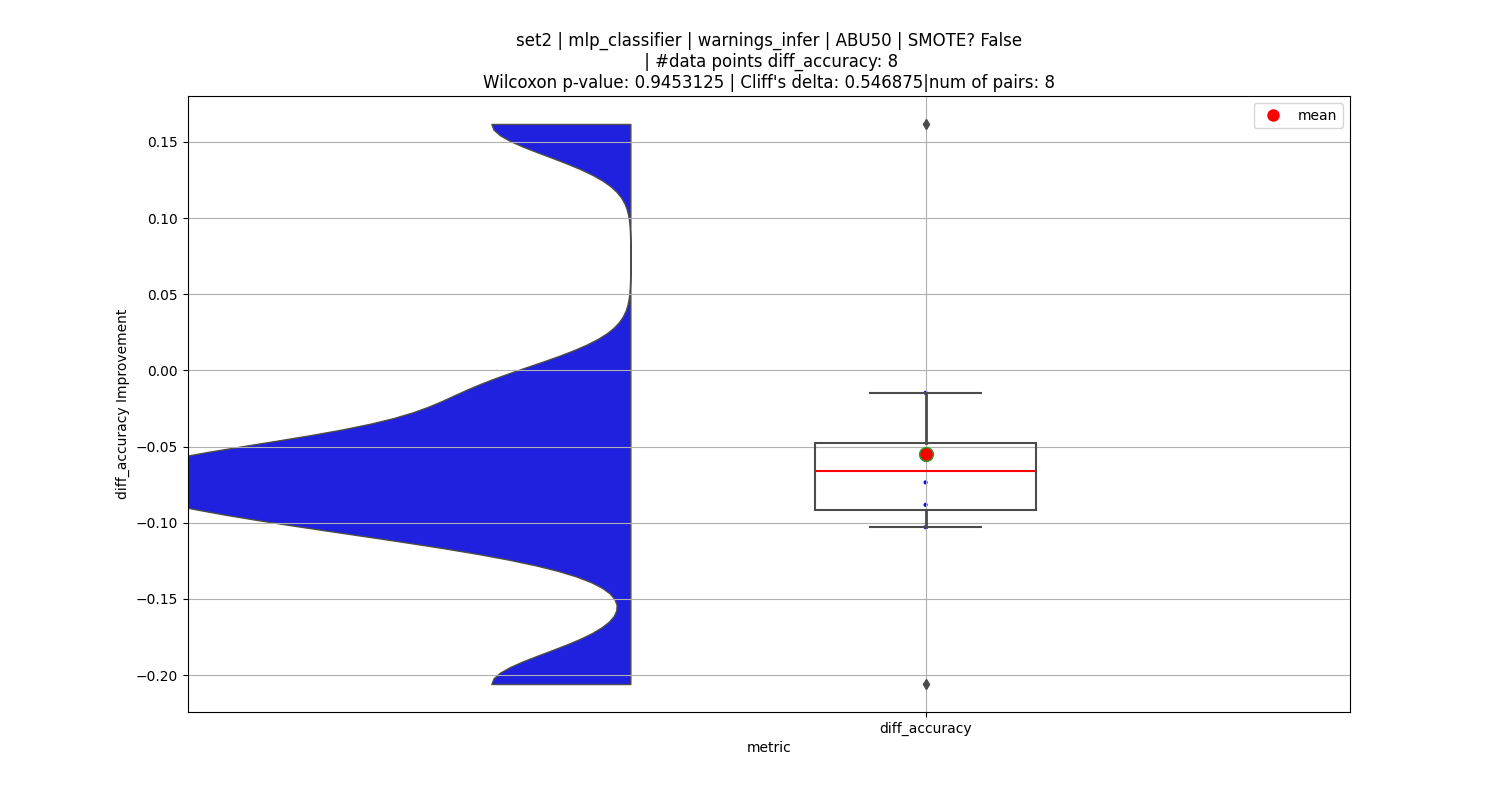 set2 | mlp_classifier | warnings_infer | ABU50 | SMOTE? False
| #data points diff_accuracy: 8
Wilcoxon p-value: 0.9453125 | Cliff's delta: 0.546875|num of pairs: 8
mean
0.15
0.10
0.05
0.00
−0.05
−0.10
−0.15
−0.20
diff_accuracy Improvement
diff_accuracy
metric